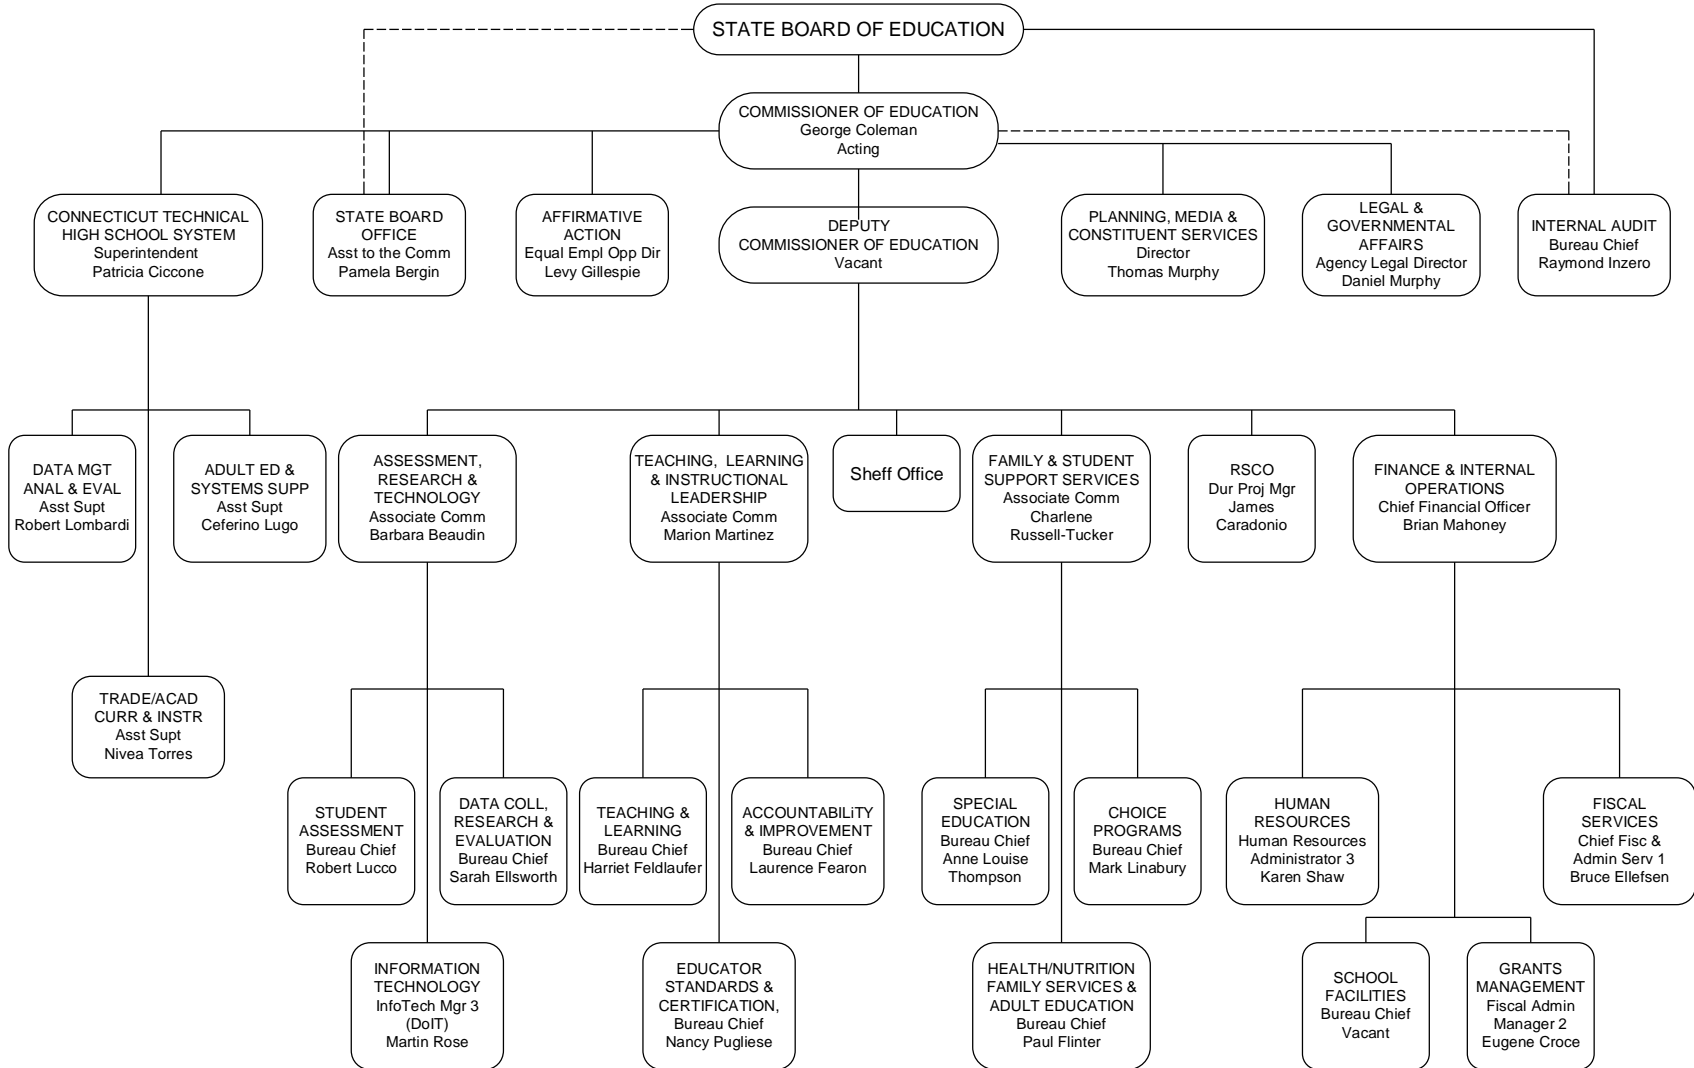 STATE BOARD OF EDUCATION
COMMISSIONER OF EDUCATION
George Coleman
Acting
CONNECTICUT TECHNICAL
HIGH SCHOOL SYSTEM
Superintendent
Patricia Ciccone
STATE BOARD
OFFICE
Asst to the Comm
Pamela Bergin
AFFIRMATIVE
ACTION
Equal Empl Opp Dir
Levy Gillespie
DEPUTY
COMMISSIONER OF EDUCATION
Vacant
PLANNING, MEDIA &
CONSTITUENT SERVICES
Director
Thomas Murphy
LEGAL &
GOVERNMENTAL
AFFAIRS
Agency Legal Director
Daniel Murphy
INTERNAL AUDIT
Bureau Chief
Raymond Inzero
DATA MGT
ANAL & EVAL
Asst Supt
Robert Lombardi
ADULT ED &
SYSTEMS SUPP
Asst Supt
Ceferino Lugo
ASSESSMENT,
RESEARCH &
TECHNOLOGY
Associate Comm
Barbara Beaudin
TEACHING, LEARNING
& INSTRUCTIONAL
LEADERSHIP
Associate Comm
Marion Martinez
Sheff Office
FAMILY & STUDENT
SUPPORT SERVICES
Associate Comm
Charlene
Russell-Tucker
RSCO
Dur Proj Mgr
James
Caradonio
FINANCE & INTERNAL
OPERATIONS
Chief Financial Officer
Brian Mahoney
TRADE/ACAD
CURR & INSTR
Asst Supt
Nivea Torres
STUDENT
ASSESSMENT
Bureau Chief
Robert Lucco
DATA COLL,
RESEARCH &
EVALUATION
Bureau Chief
Sarah Ellsworth
TEACHING &
LEARNING
Bureau Chief
Harriet Feldlaufer
ACCOUNTABILiTY
& IMPROVEMENT
Bureau Chief
Laurence Fearon
SPECIAL
EDUCATION
Bureau Chief
Anne Louise
Thompson
CHOICE
PROGRAMS
Bureau Chief
Mark Linabury
HUMAN
RESOURCES
Human Resources
Administrator 3
Karen Shaw
FISCAL
SERVICES
Chief Fisc &
Admin Serv 1
Bruce Ellefsen
INFORMATION
TECHNOLOGY
InfoTech Mgr 3
(DoIT)
Martin Rose
EDUCATOR
STANDARDS &
CERTIFICATION,
Bureau Chief
Nancy Pugliese
HEALTH/NUTRITION
FAMILY SERVICES &
ADULT EDUCATION
Bureau Chief
Paul Flinter
SCHOOL
FACILITIES
Bureau Chief
Vacant
GRANTS
MANAGEMENT
Fiscal Admin
Manager 2
Eugene Croce